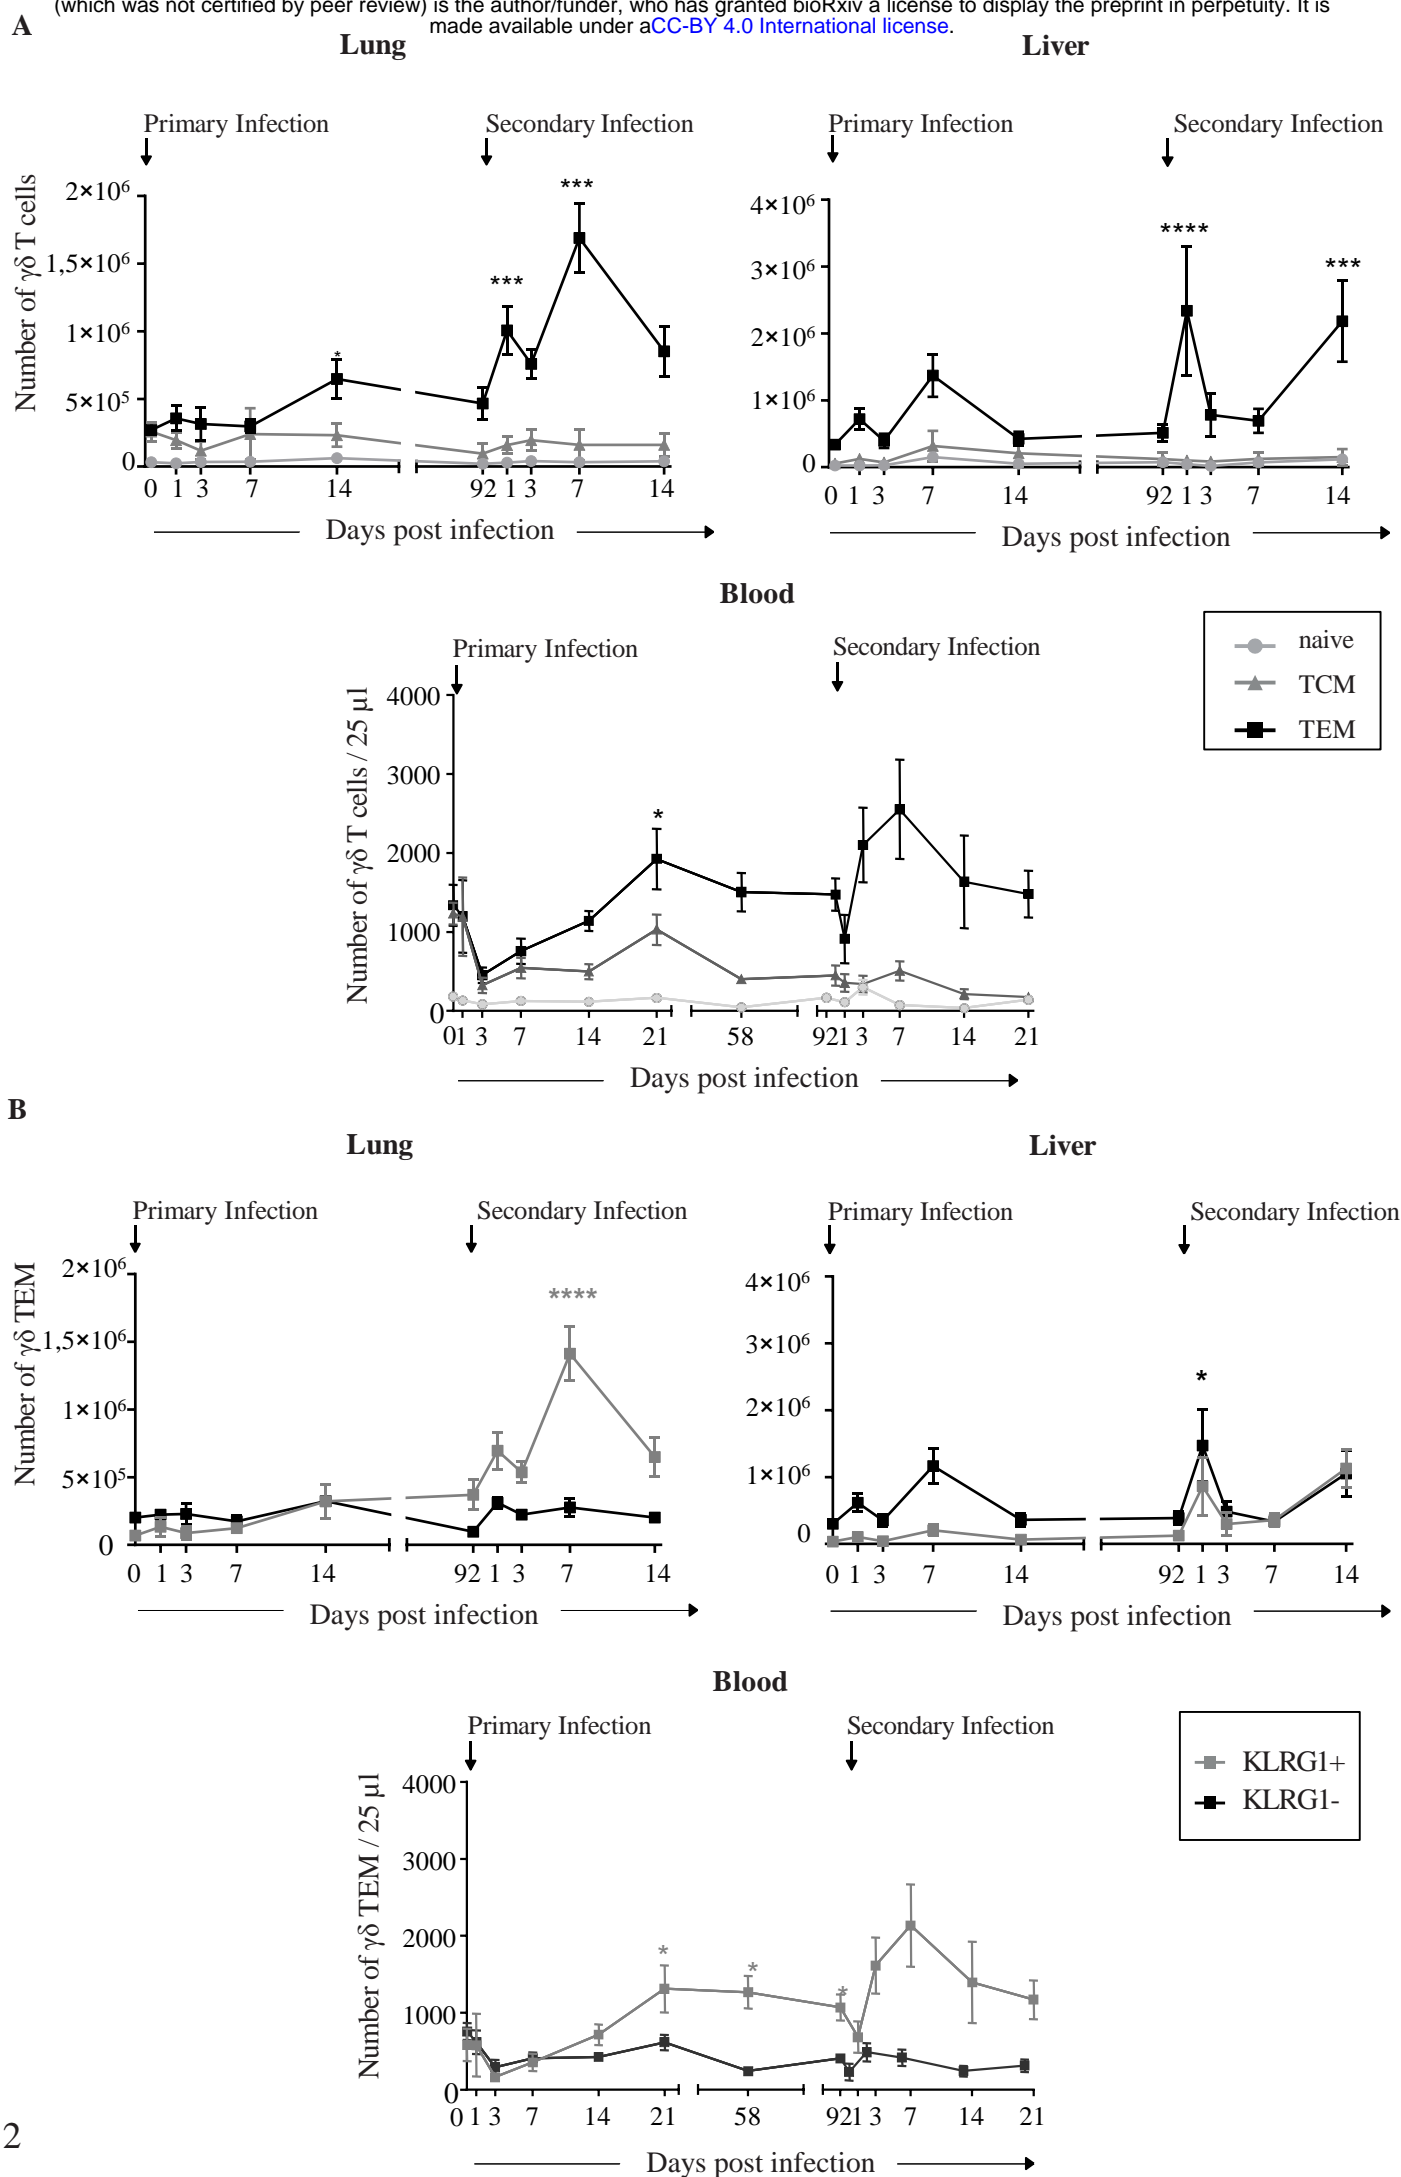 (which was not certified by peer review) is the author/funder, who has granted bioRxiv a license to display the preprint in perpetuity. It is
made available under aCC-BY 4.0 International license.
A
Lung
Liver
Primary Infection
Secondary Infection
Primary Infection
Secondary Infection
Number of γδ T cells
2×10⁶
1,5×10⁶
1×10⁶
5×10⁵
0
*
***
***
0 1 3 7 14 92 1 3 7 14
Days post infection
4×10⁶
3×10⁶
2×10⁶
1×10⁶
0
****
***
0 1 3 7 14 92 1 3 7 14
Days post infection
Blood
Primary Infection
Secondary Infection
naive
TCM
TEM
Number of γδ T cells / 25 µl
4000
3000
2000
1000
0
*
01 3 7 14 21 58 921 3 7 14 21
Days post infection
B
Lung
Liver
Primary Infection
Secondary Infection
Primary Infection
Secondary Infection
Number of γδ TEM
2×10⁶
1,5×10⁶
1×10⁶
5×10⁵
0
****
0 1 3 7 14 92 1 3 7 14
Days post infection
4×10⁶
3×10⁶
2×10⁶
1×10⁶
0
*
0 1 3 7 14 92 1 3 7 14
Days post infection
Blood
Primary Infection
Secondary Infection
KLRG1+
KLRG1-
Number of γδ TEM / 25 µl
4000
3000
2000
1000
0
*
*
*
0 1 3 7 14 21 58 921 3 7 14 21
Days post infection
2